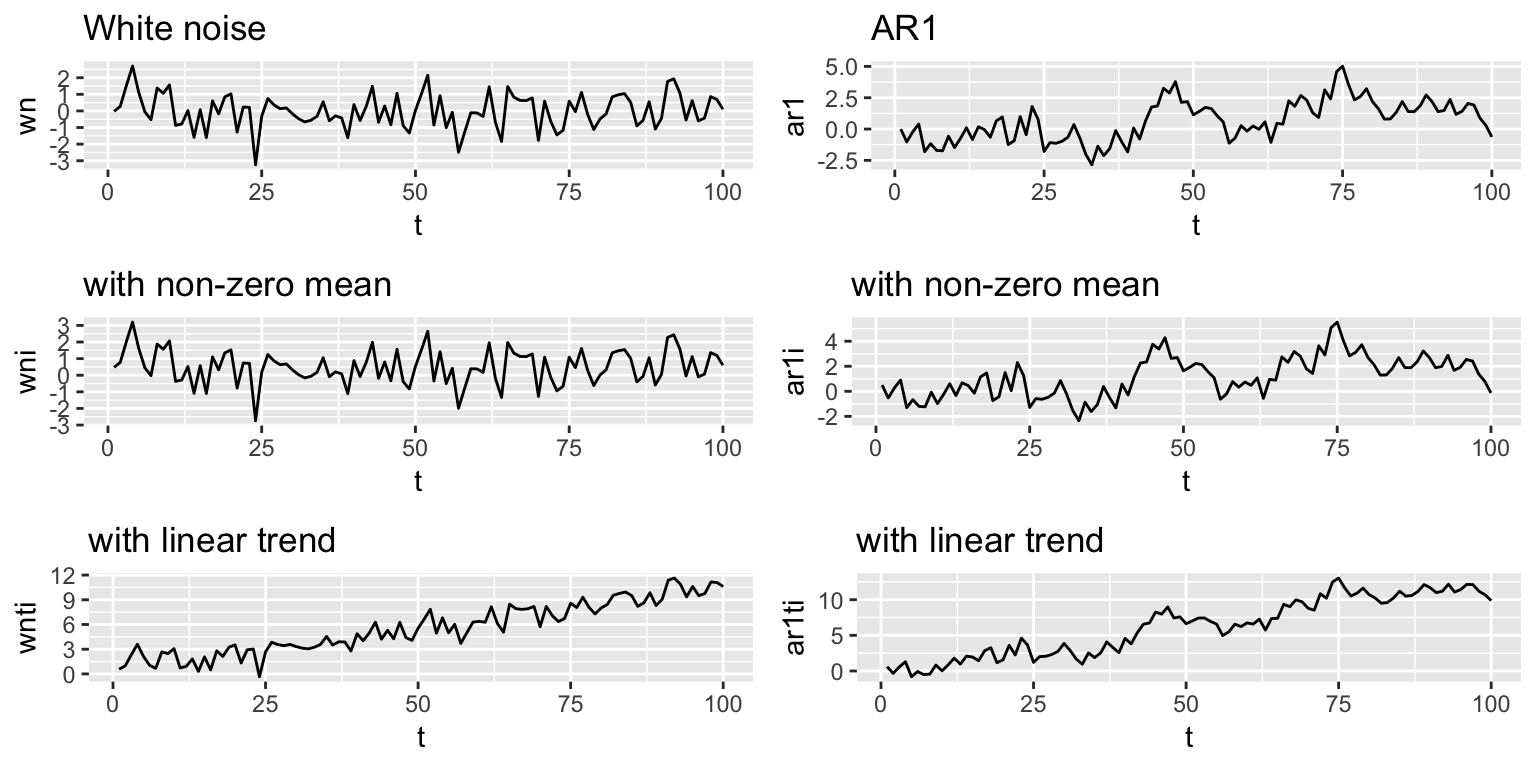 White noise
wn
2
1
0
-1
-2
-3
0 25 50 75 100
t
AR1
ar1
5.0
2.5
0.0
-2.5
0 25 50 75 100
t
with non-zero mean
wni
3
2
1
0
-1
-2
-3
0 25 50 75 100
t
with non-zero mean
ar1i
4
2
0
-2
0 25 50 75 100
t
with linear trend
wnti
12
9
6
3
0
0 25 50 75 100
t
with linear trend
ar1ti
10
5
0
0 25 50 75 100
t